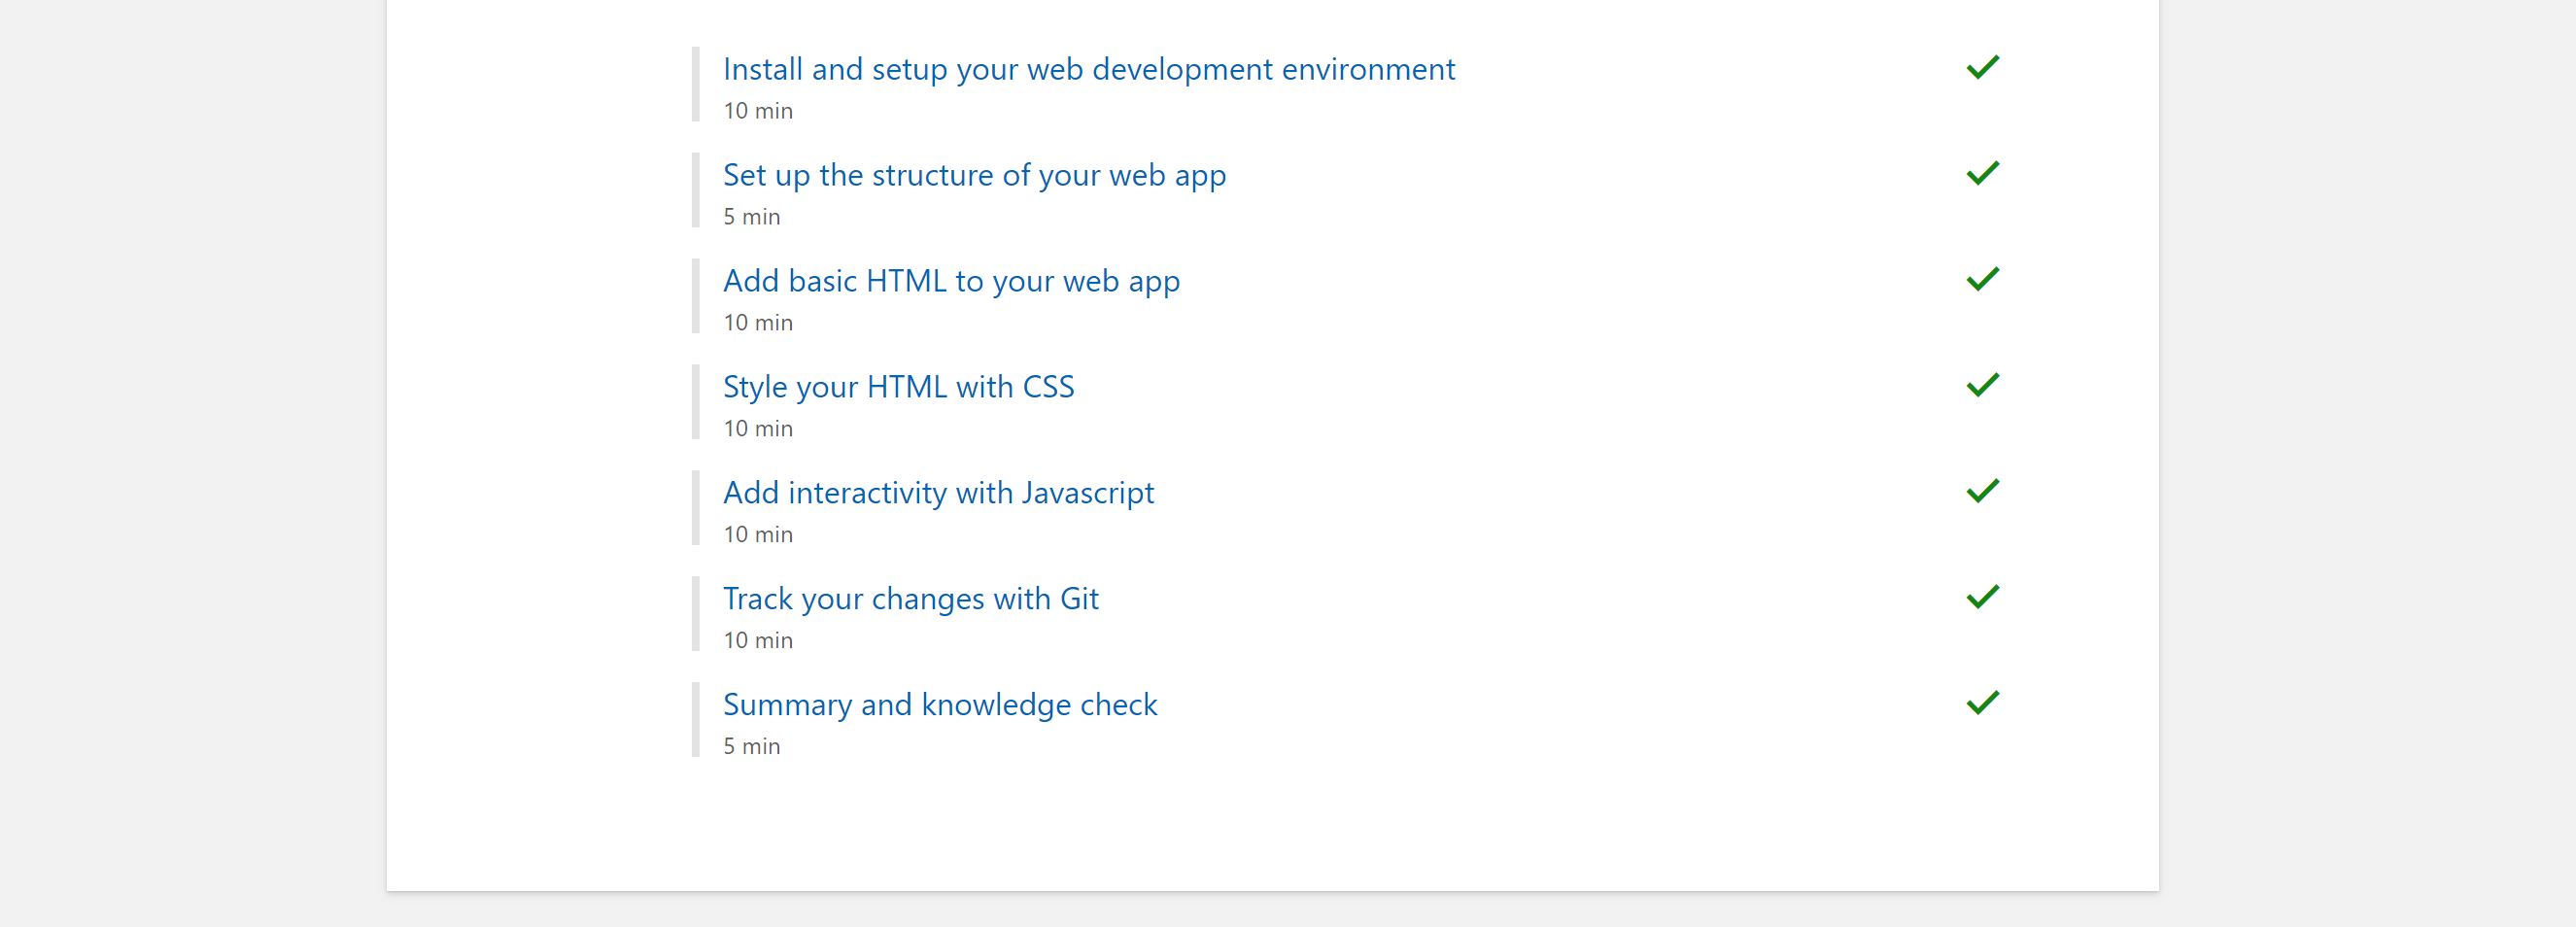 Install and setup your web development environment
10 min
Set up the structure of your web app
5 min
Add basic HTML to your web app
10 min
Style your HTML with CSS
10 min
Add interactivity with Javascript
10 min
Track your changes with Git
10 min
Summary and knowledge check
5 min